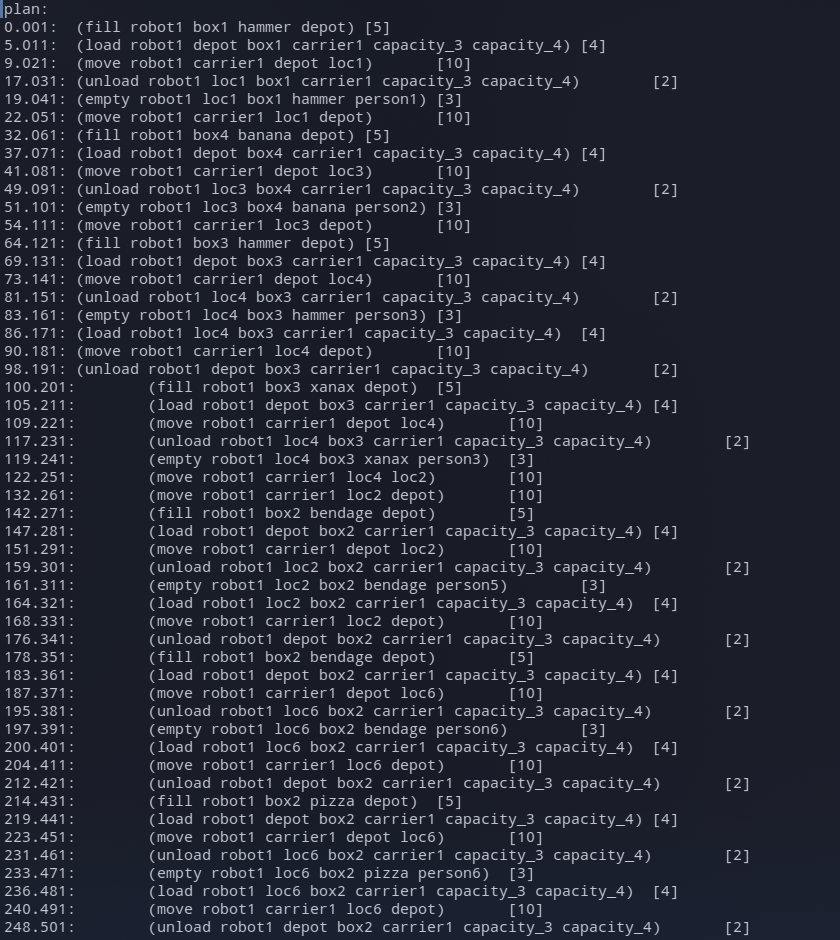 plan:
0.001: (fill robot1 box1 hammer depot) [5]
5.011: (load robot1 depot box1 carrier1 capacity_3 capacity_4) [4]
9.021: (move robot1 carrier1 depot loc1) [10]
17.031: (unload robot1 loc1 box1 carrier1 capacity_3 capacity_4) [2]
19.041: (empty robot1 loc1 box1 hammer person1) [3]
22.051: (move robot1 carrier1 loc1 depot) [10]
32.061: (fill robot1 box4 banana depot) [5]
37.071: (load robot1 depot box4 carrier1 capacity_3 capacity_4) [4]
41.081: (move robot1 carrier1 depot loc3) [10]
49.091: (unload robot1 loc3 box4 carrier1 capacity_3 capacity_4) [2]
51.101: (empty robot1 loc3 box4 banana person2) [3]
54.111: (move robot1 carrier1 loc3 depot) [10]
64.121: (fill robot1 box3 hammer depot) [5]
69.131: (load robot1 depot box3 carrier1 capacity_3 capacity_4) [4]
73.141: (move robot1 carrier1 depot loc4) [10]
81.151: (unload robot1 loc4 box3 carrier1 capacity_3 capacity_4) [2]
83.161: (empty robot1 loc4 box3 hammer person3) [3]
86.171: (load robot1 loc4 box3 carrier1 capacity_3 capacity_4) [4]
90.181: (move robot1 carrier1 loc4 depot) [10]
98.191: (unload robot1 depot box3 carrier1 capacity_3 capacity_4) [2]
100.201: (fill robot1 box3 xanax depot) [5]
105.211: (load robot1 depot box3 carrier1 capacity_3 capacity_4) [4]
109.221: (move robot1 carrier1 depot loc4) [10]
117.231: (unload robot1 loc4 box3 carrier1 capacity_3 capacity_4) [2]
119.241: (empty robot1 loc4 box3 xanax person3) [3]
122.251: (move robot1 carrier1 loc4 loc2) [10]
132.261: (move robot1 carrier1 loc2 depot) [10]
142.271: (fill robot1 box2 bendage depot) [5]
147.281: (load robot1 depot box2 carrier1 capacity_3 capacity_4) [4]
151.291: (move robot1 carrier1 depot loc2) [10]
159.301: (unload robot1 loc2 box2 carrier1 capacity_3 capacity_4) [2]
161.311: (empty robot1 loc2 box2 bendage person5) [3]
164.321: (load robot1 loc2 box2 carrier1 capacity_3 capacity_4) [4]
168.331: (move robot1 carrier1 loc2 depot) [10]
176.341: (unload robot1 depot box2 carrier1 capacity_3 capacity_4) [2]
178.351: (fill robot1 box2 bendage depot) [5]
183.361: (load robot1 depot box2 carrier1 capacity_3 capacity_4) [4]
187.371: (move robot1 carrier1 depot loc6) [10]
195.381: (unload robot1 loc6 box2 carrier1 capacity_3 capacity_4) [2]
197.391: (empty robot1 loc6 box2 bendage person6) [3]
200.401: (load robot1 loc6 box2 carrier1 capacity_3 capacity_4) [4]
204.411: (move robot1 carrier1 loc6 depot) [10]
212.421: (unload robot1 depot box2 carrier1 capacity_3 capacity_4) [2]
214.431: (fill robot1 box2 pizza depot) [5]
219.441: (load robot1 depot box2 carrier1 capacity_3 capacity_4) [4]
223.451: (move robot1 carrier1 depot loc6) [10]
231.461: (unload robot1 loc6 box2 carrier1 capacity_3 capacity_4) [2]
233.471: (empty robot1 loc6 box2 pizza person6) [3]
236.481: (load robot1 loc6 box2 carrier1 capacity_3 capacity_4) [4]
240.491: (move robot1 carrier1 loc6 depot) [10]
248.501: (unload robot1 depot box2 carrier1 capacity_3 capacity_4) [2]